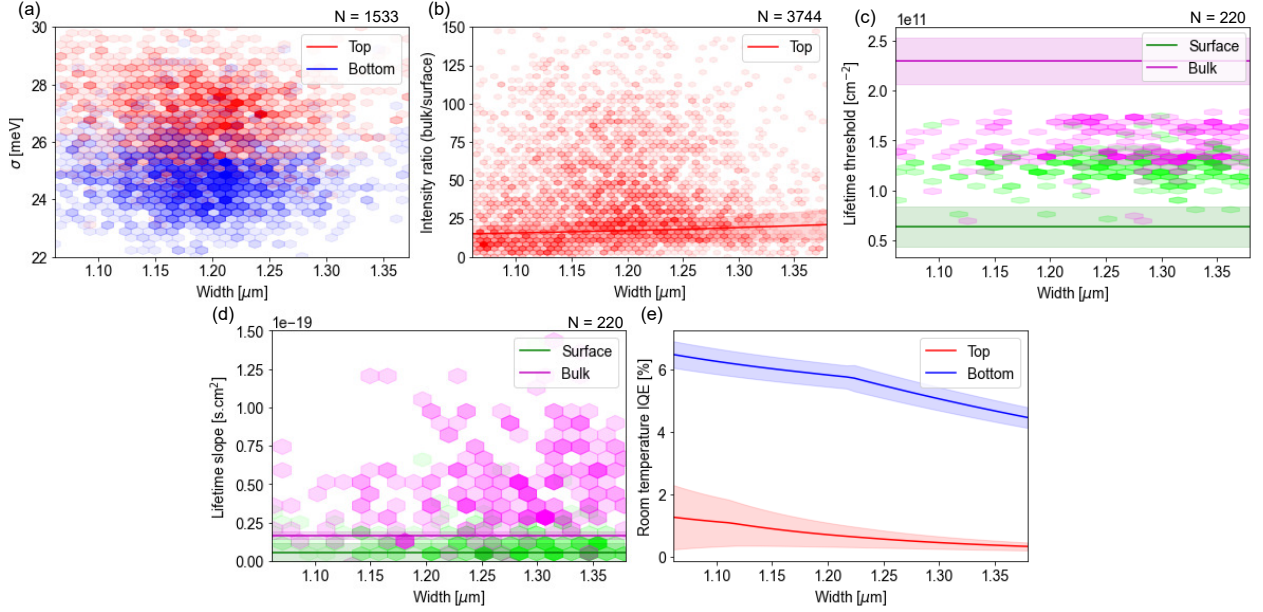 (a)
N = 1533
30
28
26
24
22
σ [meV]
Top
Bottom
1.10
1.15
1.20
1.25
1.30
1.35
Width [μm]
(b)
N = 3744
150
125
100
75
50
25
0
Intensity ratio (bulk/surface)
Top
1.10
1.15
1.20
1.25
1.30
1.35
Width [μm]
(c)
1e11
N = 220
2.5
2.0
1.5
1.0
0.5
Lifetime threshold [cm⁻²]
Surface
Bulk
1.10
1.15
1.20
1.25
1.30
1.35
Width [μm]
(d)
1e−19
N = 220
1.50
1.25
1.00
0.75
0.50
0.25
0.00
Lifetime slope [s.cm²]
Surface
Bulk
1.10
1.15
1.20
1.25
1.30
1.35
Width [μm]
(e)
6
4
2
0
Room temperature IQE [%]
Top
Bottom
1.10
1.15
1.20
1.25
1.30
1.35
Width [μm]